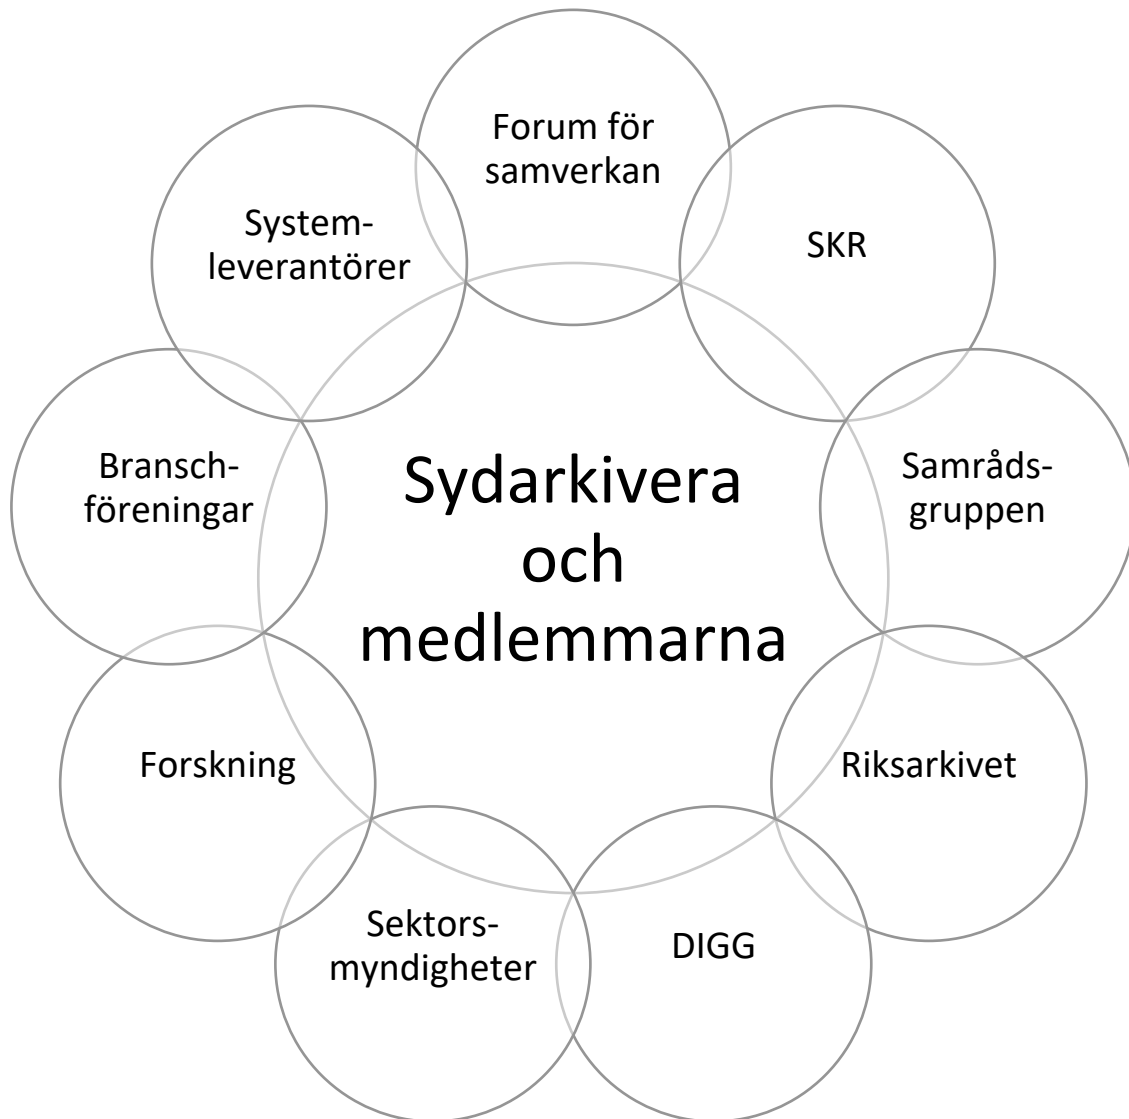 Forum för
samverkan
SKR
Samråds-
gruppen
Riksarkivet
DIGG
Sektors-
myndigheter
Forskning
Bransch-
föreningar
System-
leverantörer
Sydarkivera
och
medlemmarna